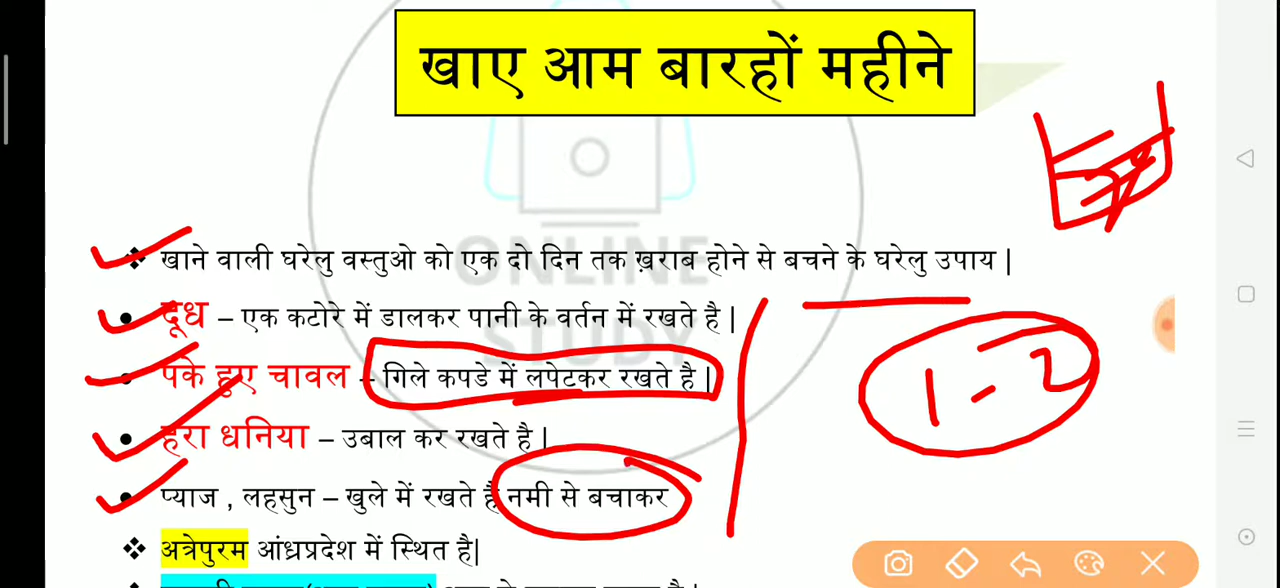 खाए आम बारहों महीने
❖ खाने वाली घरेलु वस्तुओ को एक दो दिन तक ख़राब होने से बचने के घरेलु उपाय |
• दूध – एक कटोरे में डालकर पानी के वर्तन में रखते है |
• पके हुए चावल – गिले कपडे में लपेटकर रखते है |
• हरा धनिया – उबाल कर रखते है |
• प्याज , लहसुन – खुले में रखते है नमी से बचाकर
❖ अत्रेपुरम आंध्रप्रदेश में स्थित है|
ONLINE
STUDY
1 - 2